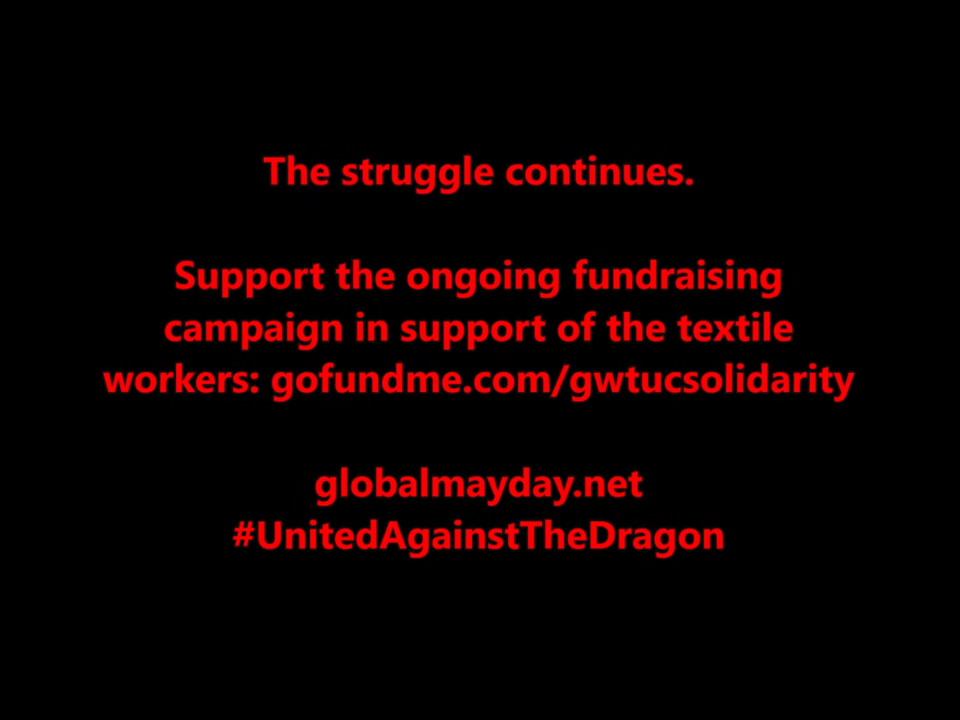 The struggle continues.
Support the ongoing fundraising
campaign in support of the textile
workers: gofundme.com/gwtucsolidarity
globalmayday.net
#UnitedAgainstTheDragon